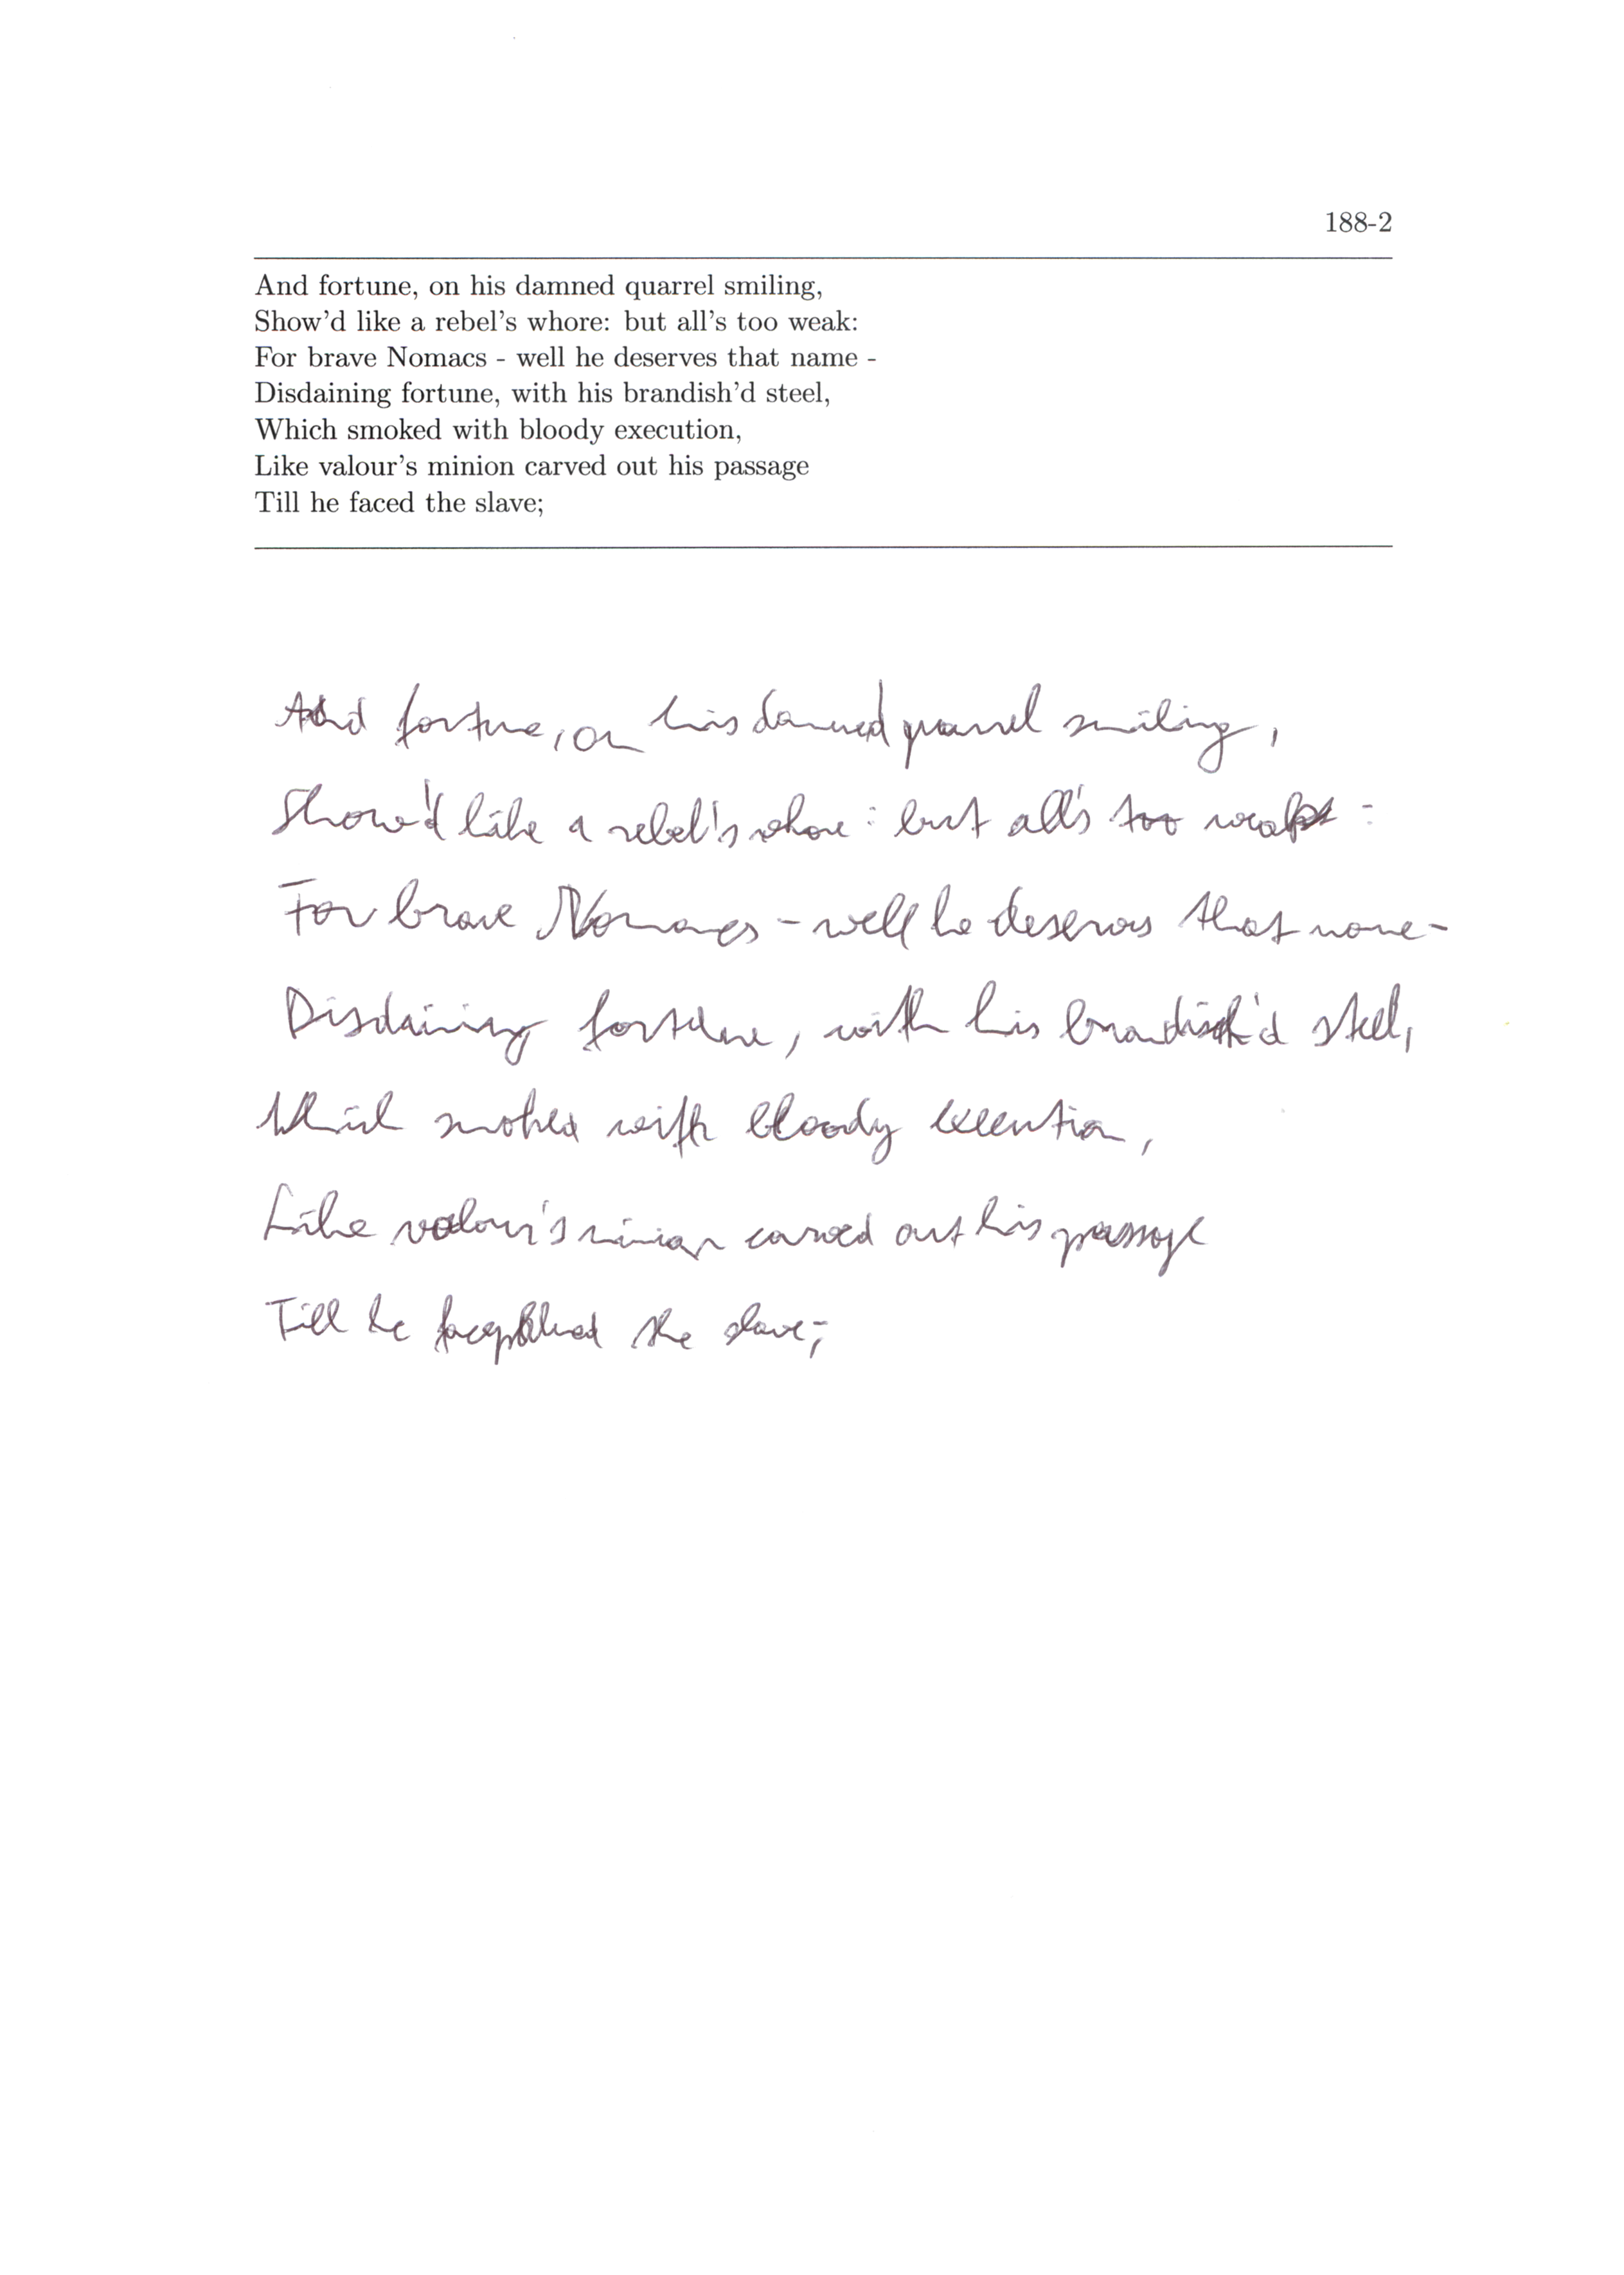 188-2
And fortune, on his damned quarrel smiling,
Show'd like a rebel's whore: but all's too weak:
For brave Nomacs - well he deserves that name -
Disdaining fortune, with his brandish'd steel,
Which smoked with bloody execution,
Like valour's minion carved out his passage
Till he faced the slave;
And fortune, on his damned quarrel smiling,
Show'd like a rebel's whore: but all's too weak:
For brave Nomacs - well he deserves that name -
Disdaining fortune, with his brandish'd steel,
Which smoked with bloody execution,
Like valour's minion carved out his passage
Till he the slave;